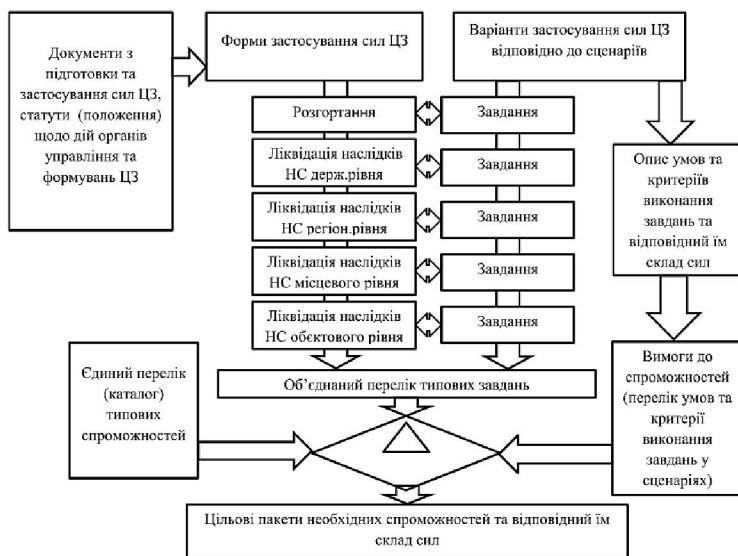 Документи з
підготовки та
застосування сил ЦЗ,
статути (положення)
щодо дій органів
управління та
формувань ЦЗ
Форми застосування сил ЦЗ
Варіанти застосування сил ЦЗ
відповідно до сценаріїв
Розгортання
Завдання
Ліквідація наслідків
НС держ.рівня
Завдання
Ліквідація наслідків
НС регіон.рівня
Завдання
Ліквідація наслідків
НС місцевого рівня
Завдання
Ліквідація наслідків
НС обєктового рівня
Завдання
Опис умов та
критеріїв
виконання
завдань та
відповідний їм
склад сил
Об’єднаний перелік типових завдань
Єдиний перелік
(каталог)
типових
спроможностей
Вимоги до
спроможностей
(перелік умов та
критерії
виконання
завдань у
сценаріях)
Цільові пакети необхідних спроможностей та відповідний їм
склад сил